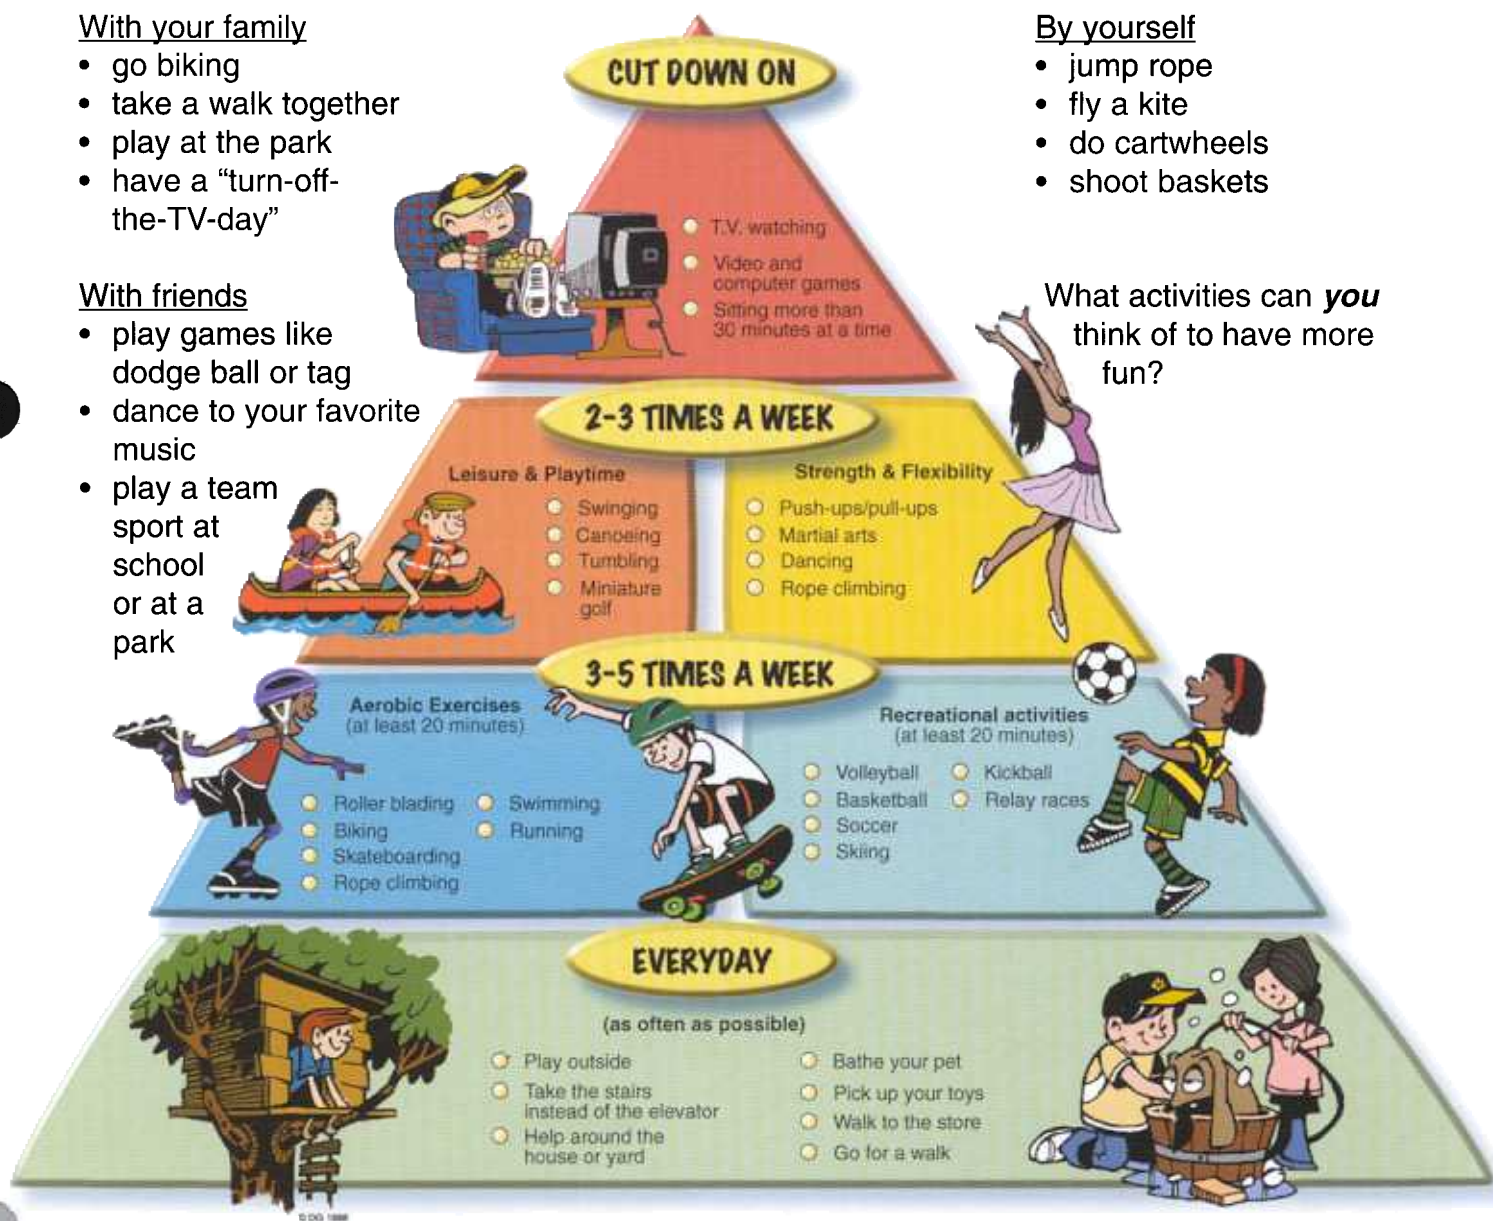 With your family
• go biking
• take a walk together
• play at the park
• have a “turn-off-
the-TV-day”
With friends
• play games like
dodge ball or tag
• dance to your favorite
music
• play a team
sport at
school
or at a
park
By yourself
• jump rope
• fly a kite
• do cartwheels
• shoot baskets
What activities can you
think of to have more
fun?
CUT DOWN ON
T.V. watching
Video and
computer games
Sitting more than
30 minutes at a time
2-3 TIMES A WEEK
Leisure & Playtime
Swinging
Canoeing
Tumbling
Miniature
golf
Strength & Flexibility
Push-ups/pull-ups
Martial arts
Dancing
Rope climbing
3-5 TIMES A WEEK
Aerobic Exercises
(at least 20 minutes)
Roller blading
Biking
Skateboarding
Rope climbing
Swimming
Running
Recreational activities
(at least 20 minutes)
Volleyball
Basketball
Soccer
Skiing
Kickball
Relay races
EVERYDAY
(as often as possible)
Play outside
Take the stairs
instead of the elevator
Help around the
house or yard
Bathe your pet
Pick up your toys
Walk to the store
Go for a walk